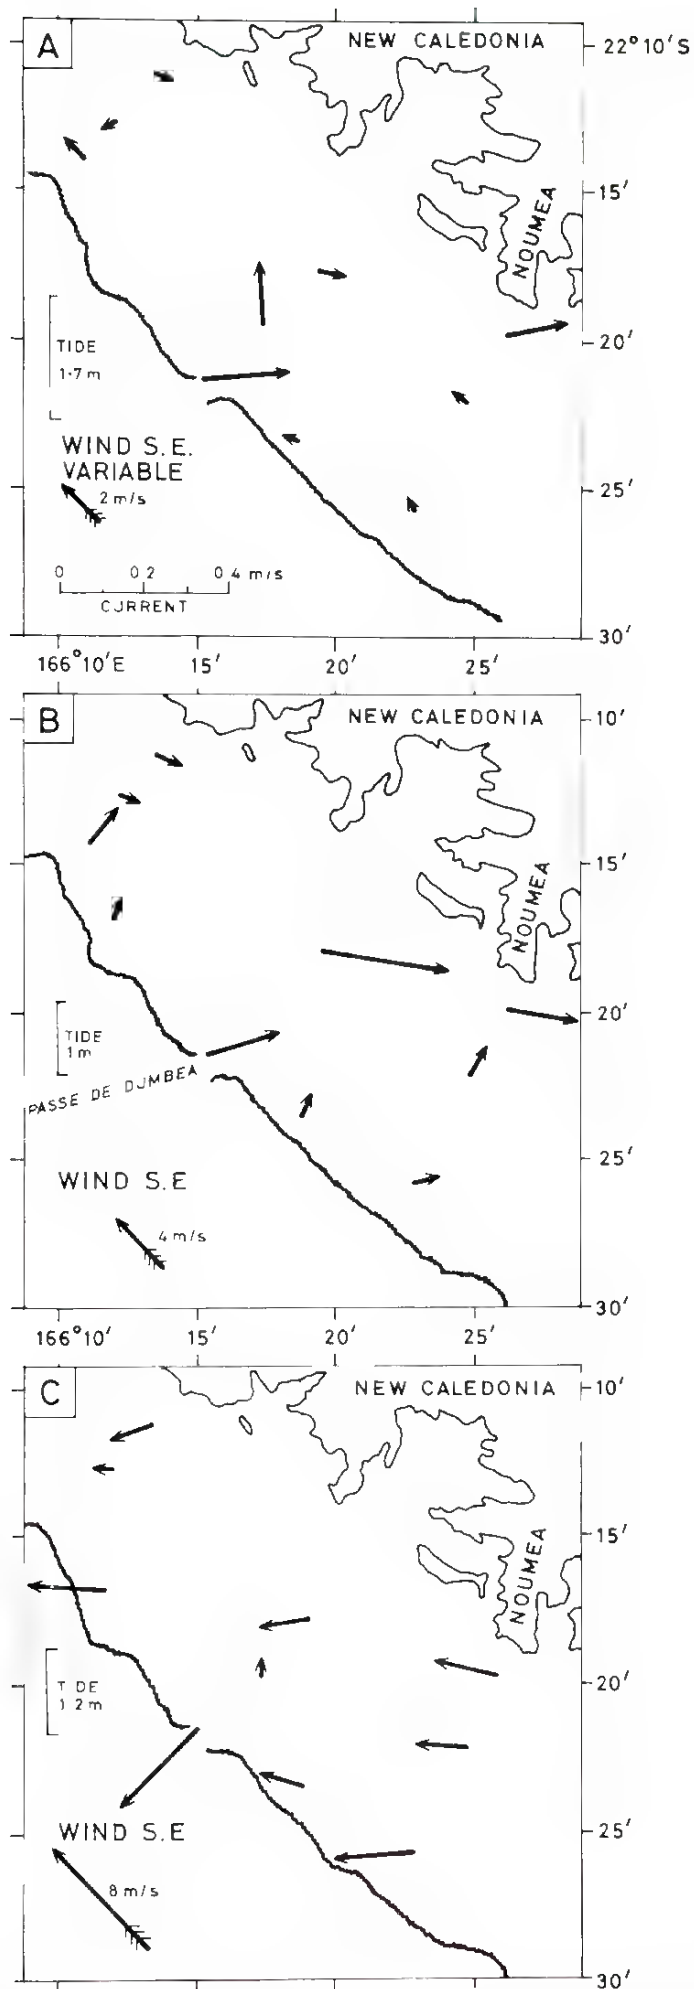 A
NEW CALEDONIA
22°10'S
15'
NOUMEA
20'
TIDE
1·7 m
WIND S.E.
VARIABLE
2 m/s
25'
0 0 2 0 4 m/s
CURRENT
30'
166°10'E 15' 20' 25'
B
NEW CALEDONIA
10'
15'
NOUMEA
20'
TIDE
1 m
PASSE DE DUMBEA
25'
WIND S.E
4 m/s
30'
166°10' 15' 20' 25'
C
NEW CALEDONIA
10'
15'
NOUMEA
20'
T DE
1 2 m
WIND S.E
25'
8 m/s
30'